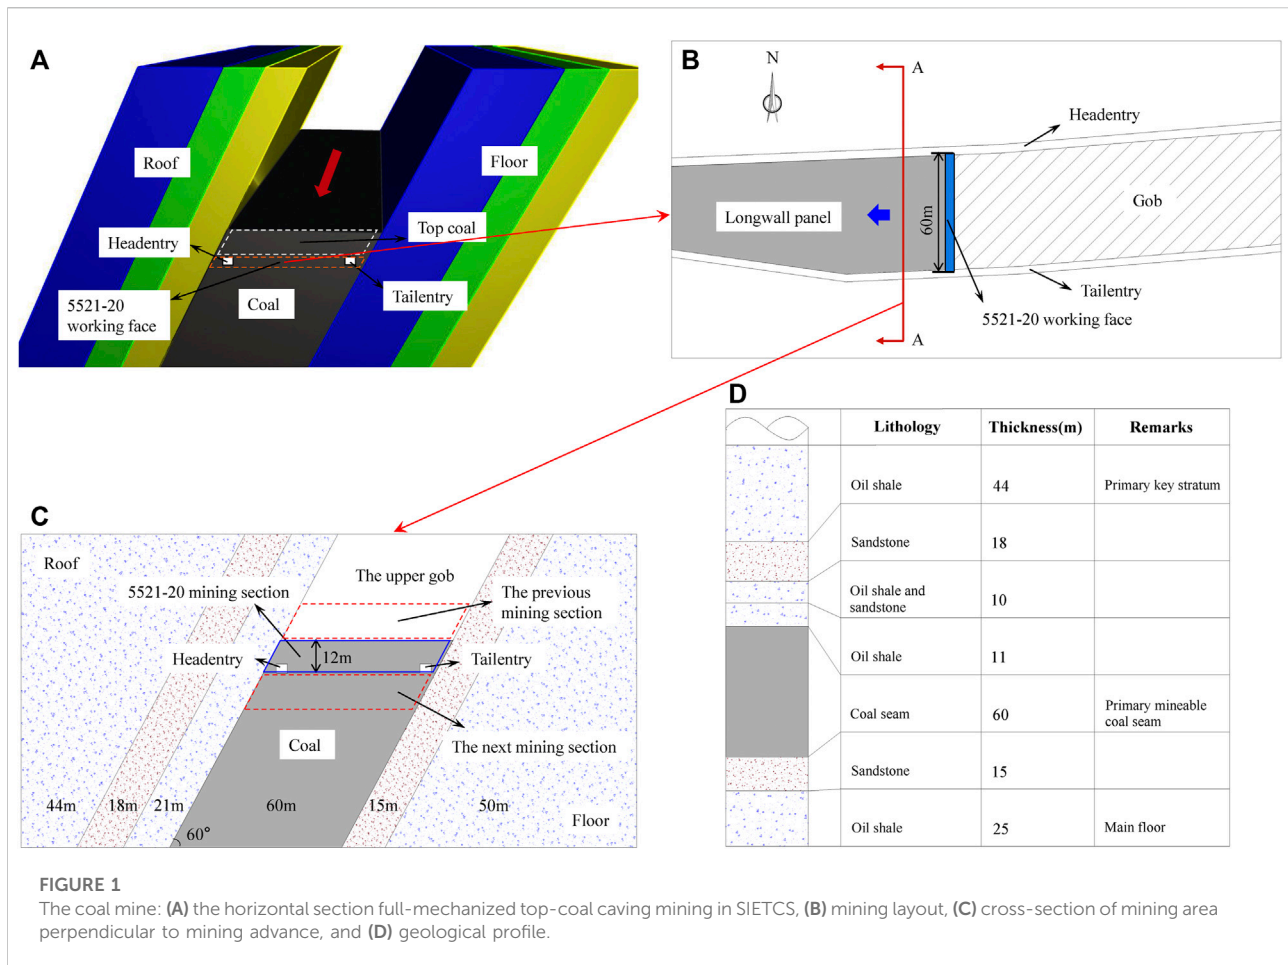 A
Roof
Floor
Headentry
Top coal
5521-20
working face
Coal
Tailentry
B
N
A
Headentry
Longwall panel
60m
Gob
Tailentry
5521-20 working face
A
C
Roof
The upper gob
5521-20 mining section
The previous
mining section
Headentry
12m
Tailentry
Coal
The next mining section
44m
18m
21m
60m
15m
50m
60°
Floor
D
Lithology Thickness(m) Remarks
Oil shale 44 Primary key stratum
Sandstone 18
Oil shale and
sandstone 10
Oil shale 11
Coal seam 60 Primary mineable
coal seam
Sandstone 15
Oil shale 25 Main floor
FIGURE 1
The coal mine: (A) the horizontal section full-mechanized top-coal caving mining in SIETCS, (B) mining layout, (C) cross-section of mining area
perpendicular to mining advance, and (D) geological profile.